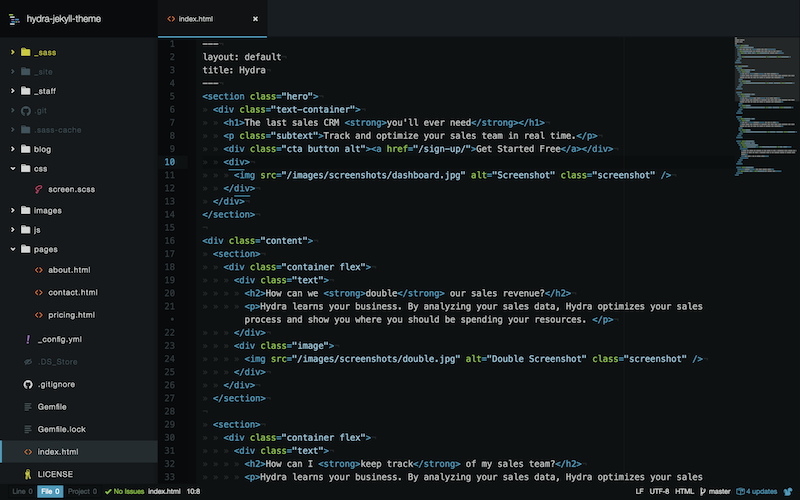 hydra-jekyll-theme
index.html
_sass
_site
_staff
.git
.sass-cache
blog
css
screen.scss
images
js
pages
about.html
contact.html
pricing.html
_config.yml
.DS_Store
.gitignore
Gemfile
Gemfile.lock
index.html
LICENSE
1 ---
2 layout: default
3 title: Hydra
4 ---
5 <section class="hero">
6 <div class="text-container">
7 <h1>The last sales CRM <strong>you'll ever need</strong></h1>
8 <p class="subtext">Track and optimize your sales team in real time.</p>
9 <div class="cta button alt"><a href="/sign-up/">Get Started Free</a></div>
10 <div>
11 <img src="/images/screenshots/dashboard.jpg" alt="Screenshot" class="screenshot" />
12 </div>
13 </div>
14 </section>
15
16 <div class="content">
17 <section>
18 <div class="container flex">
19 <div class="text">
20 <h2>How can we <strong>double</strong> our sales revenue?</h2>
21 <p>Hydra learns your business. By analyzing your sales data, Hydra optimizes your sales
process and show you where you should be spending your resources. </p>
22 </div>
23 <div class="image">
24 <img src="/images/screenshots/double.jpg" alt="Double Screenshot" class="screenshot" />
25 </div>
26 </div>
27 </section>
28
29 <section>
30 <div class="container flex">
31 <div class="text">
32 <h2>How can I <strong>keep track</strong> of my sales team?</h2>
33 <p>Hydra learns your business. By analyzing your sales data, Hydra optimizes your sales
Line 0 File 0 Project 0 No Issues index.html 10:8 LF UTF-8 HTML master 4 updates